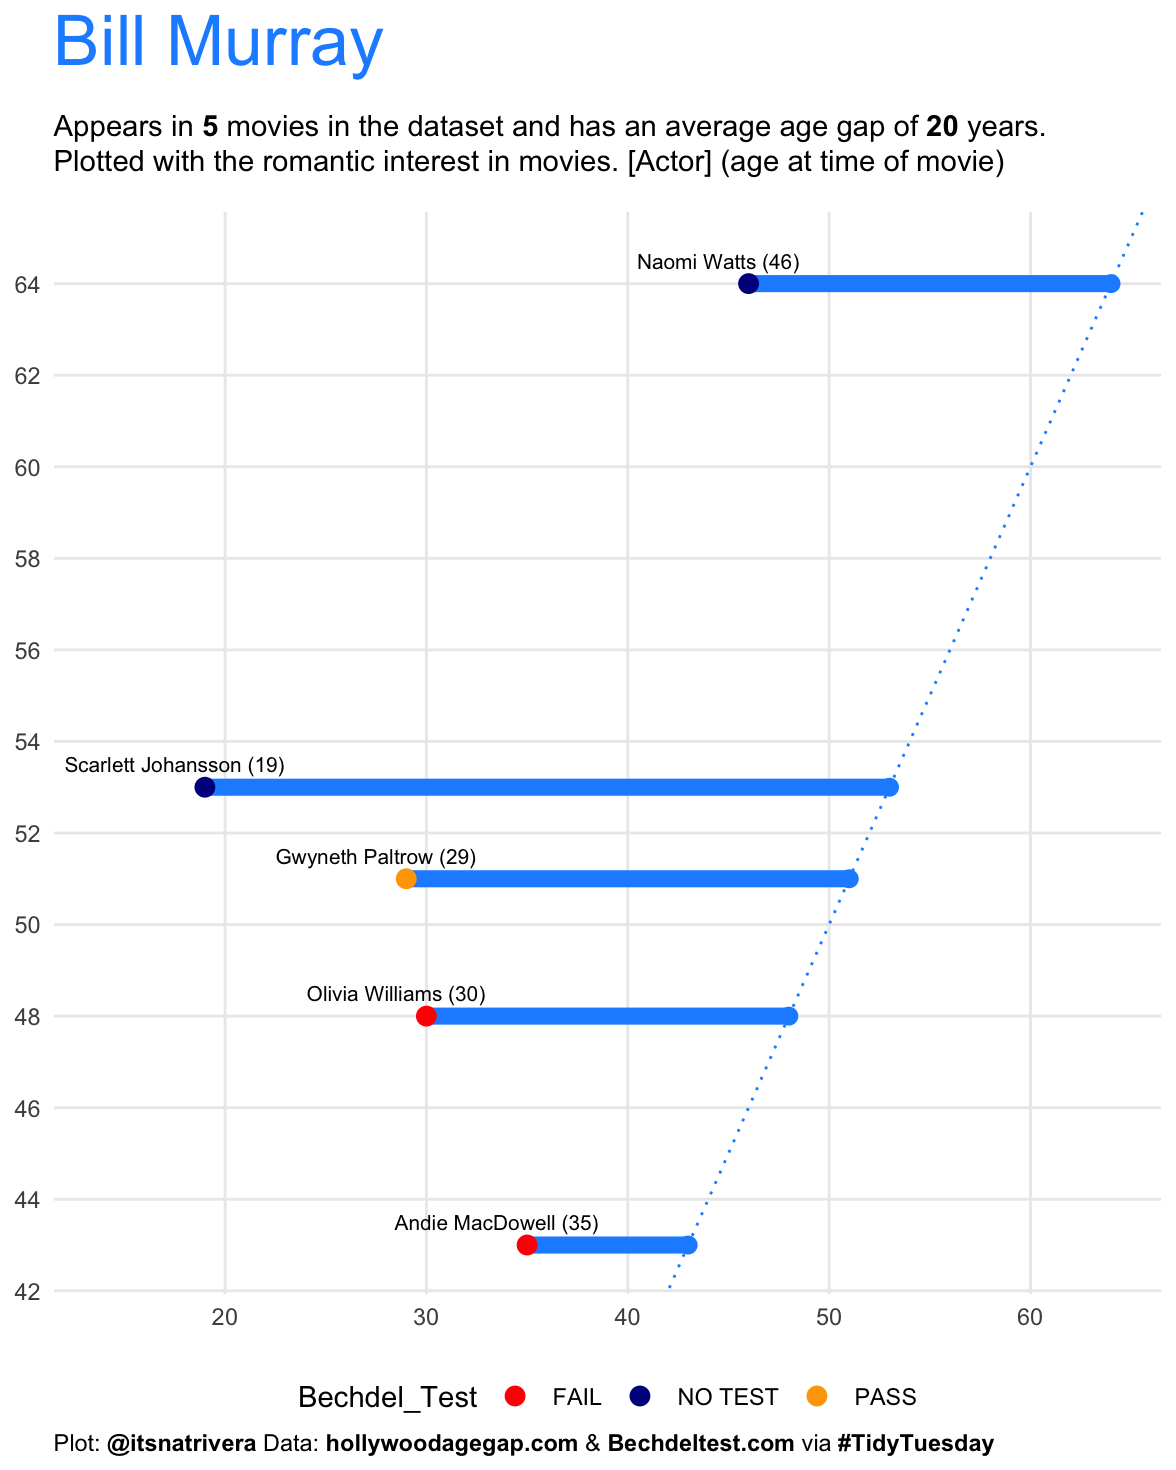 Bill Murray
Appears in 5 movies in the dataset and has an average age gap of 20 years.
Plotted with the romantic interest in movies. [Actor] (age at time of movie)
Naomi Watts (46)
64
62
60
58
56
54
Scarlett Johansson (19)
52
Gwyneth Paltrow (29)
50
Olivia Williams (30)
48
46
44
Andie MacDowell (35)
42
20 30 40 50 60
Bechdel_Test FAIL NO TEST PASS
Plot: @itsnatrivera Data: hollywoodagegap.com & Bechdeltest.com via #TidyTuesday